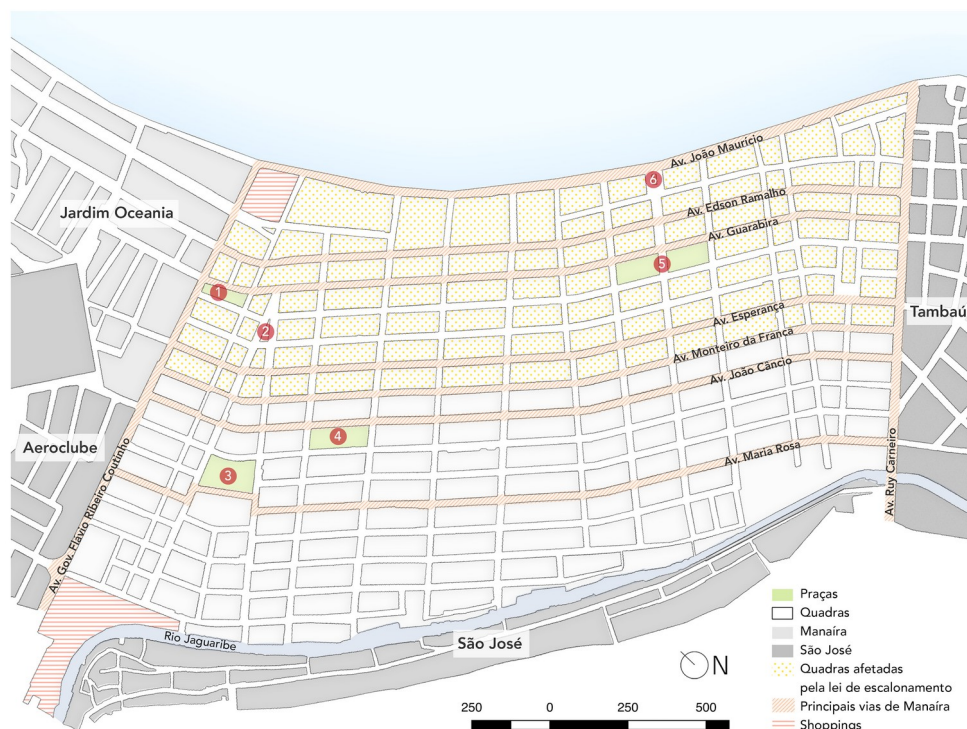 Av. João Maurício
6
Av. Edson Ramalho
Jardim Oceania
Av. Guarabira
5
1
Av. Esperança
Tambaú
2
Av. Monteiro da Franca
Av. João Câncio
4
Aeroclube
3
Av. Maria Rosa
Av. Gov. Flávio Ribeiro Coutinho
Av. Ruy Carneiro
Rio Jaguaribe
São José
N
250 0 250 500
Praças
Quadras
Manaíra
São José
Quadras afetadas
pela lei de escalonamento
Principais vias de Manaíra
Shoppings